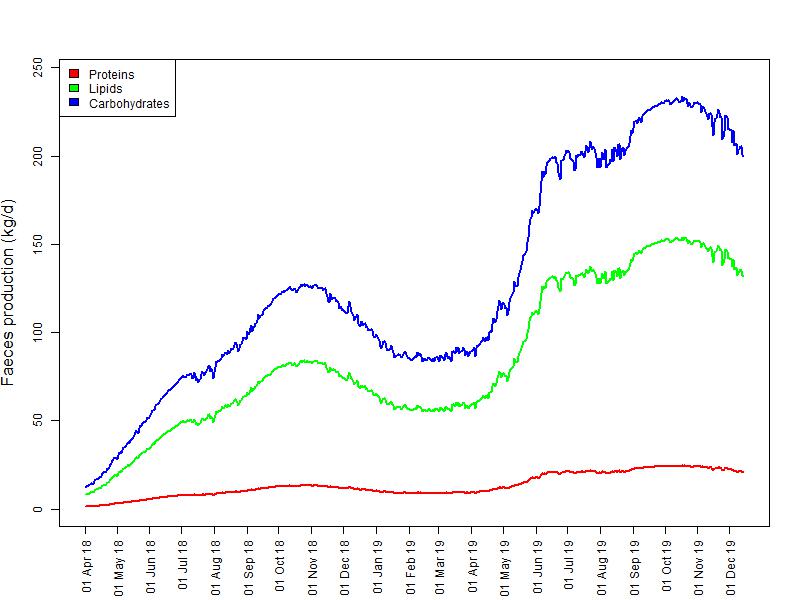 Proteins
Lipids
Carbohydrates
Faeces production (kg/d)
250
200
150
100
50
0
01 Apr 18
01 May 18
01 Jun 18
01 Jul 18
01 Aug 18
01 Sep 18
01 Oct 18
01 Nov 18
01 Dec 18
01 Jan 19
01 Feb 19
01 Mar 19
01 Apr 19
01 May 19
01 Jun 19
01 Jul 19
01 Aug 19
01 Sep 19
01 Oct 19
01 Nov 19
01 Dec 19